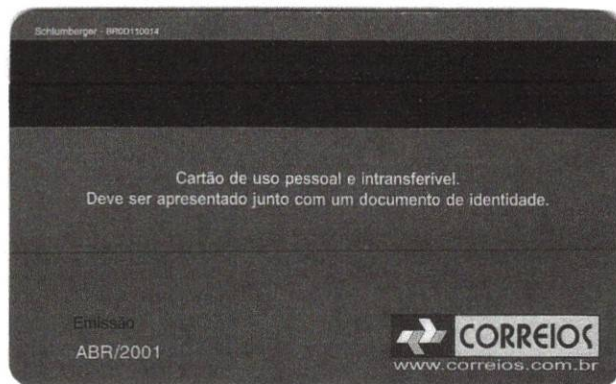 Schlumberger - BR0D110014
Cartão de uso pessoal e intransferível.
Deve ser apresentado junto com um documento de identidade.
Emissão
ABR/2001
CORREIOS
www.correios.com.br